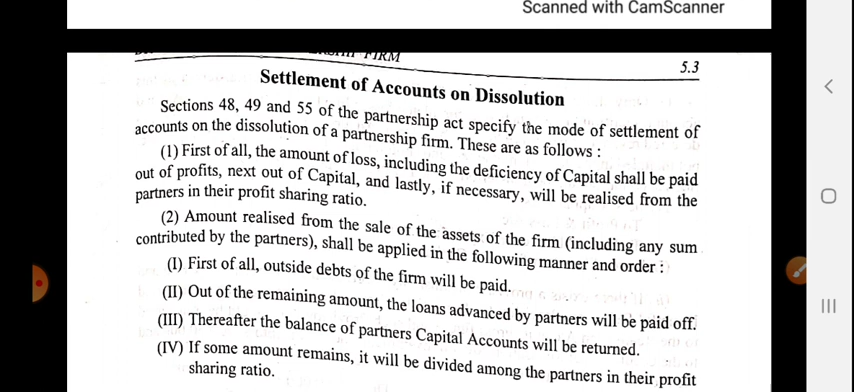 Scanned with CamScanner
FIRM
5.3
Settlement of Accounts on Dissolution
Sections 48, 49 and 55 of the partnership act specify the mode of settlement of
accounts on the dissolution of a partnership firm. These are as follows :
(1) First of all, the amount of loss, including the deficiency of Capital shall be paid
out of profits, next out of Capital, and lastly, if necessary, will be realised from the
partners in their profit sharing ratio.
(2) Amount realised from the sale of the assets of the firm (including any sum
contributed by the partners), shall be applied in the following manner and order :
(I) First of all, outside debts of the firm will be paid.
(II) Out of the remaining amount, the loans advanced by partners will be paid off.
(III) Thereafter the balance of partners Capital Accounts will be returned.
(IV) If some amount remains, it will be divided among the partners in their profit
sharing ratio.